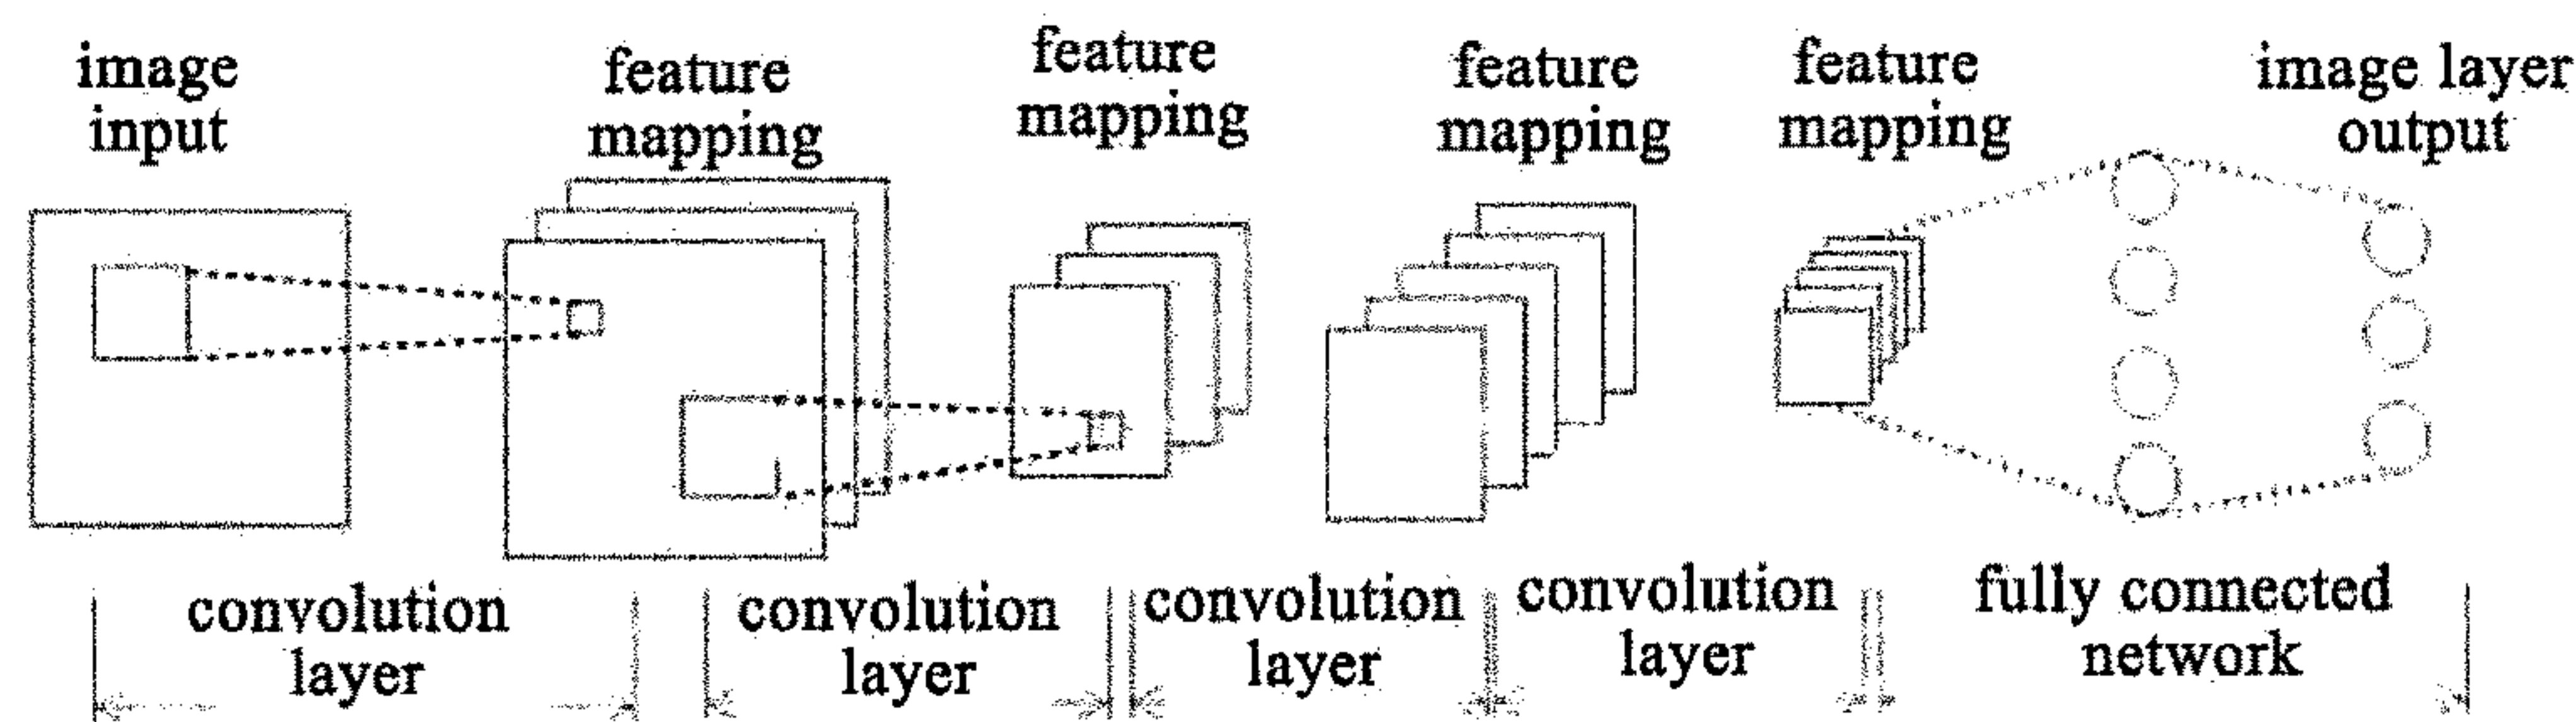 image
input
feature
mapping
feature
mapping
feature
mapping
feature
mapping
image layer
output
convolution
layer
convolution
layer
convolution
layer
convolution
layer
fully connected
network